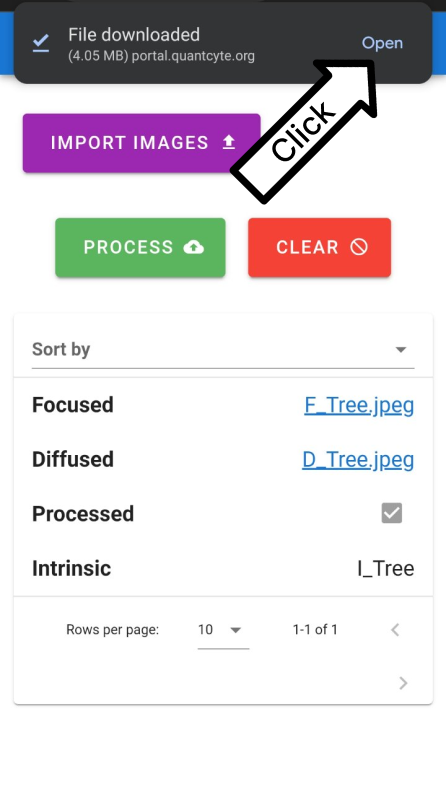 File downloaded
Open
(4.05 MB) portal.quantcyte.org
Click
IMPORT IMAGES
PROCESS
CLEAR
Sort by
Focused F_Tree.jpeg
Diffused D_Tree.jpeg
Processed
Intrinsic I_Tree
Rows per page: 10 1-1 of 1